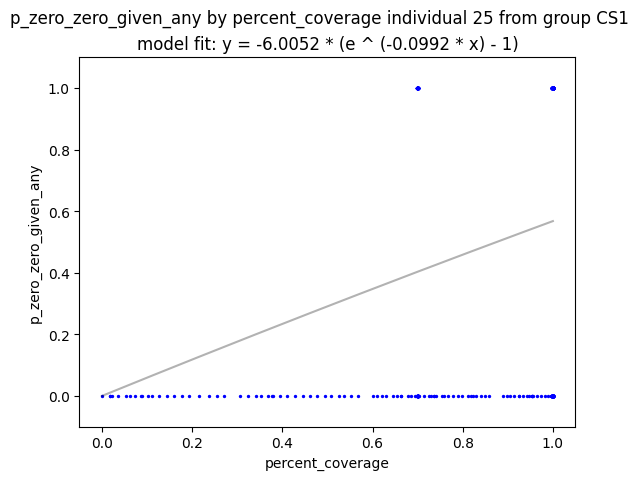 p_zero_zero_given_any by percent_coverage individual 25 from group CS1
model fit: y = -6.0052 * (e ^ (-0.0992 * x) - 1)
1.0
0.8
0.6
0.4
0.2
0.0
p_zero_zero_given_any
0.0 0.2 0.4 0.6 0.8 1.0
percent_coverage